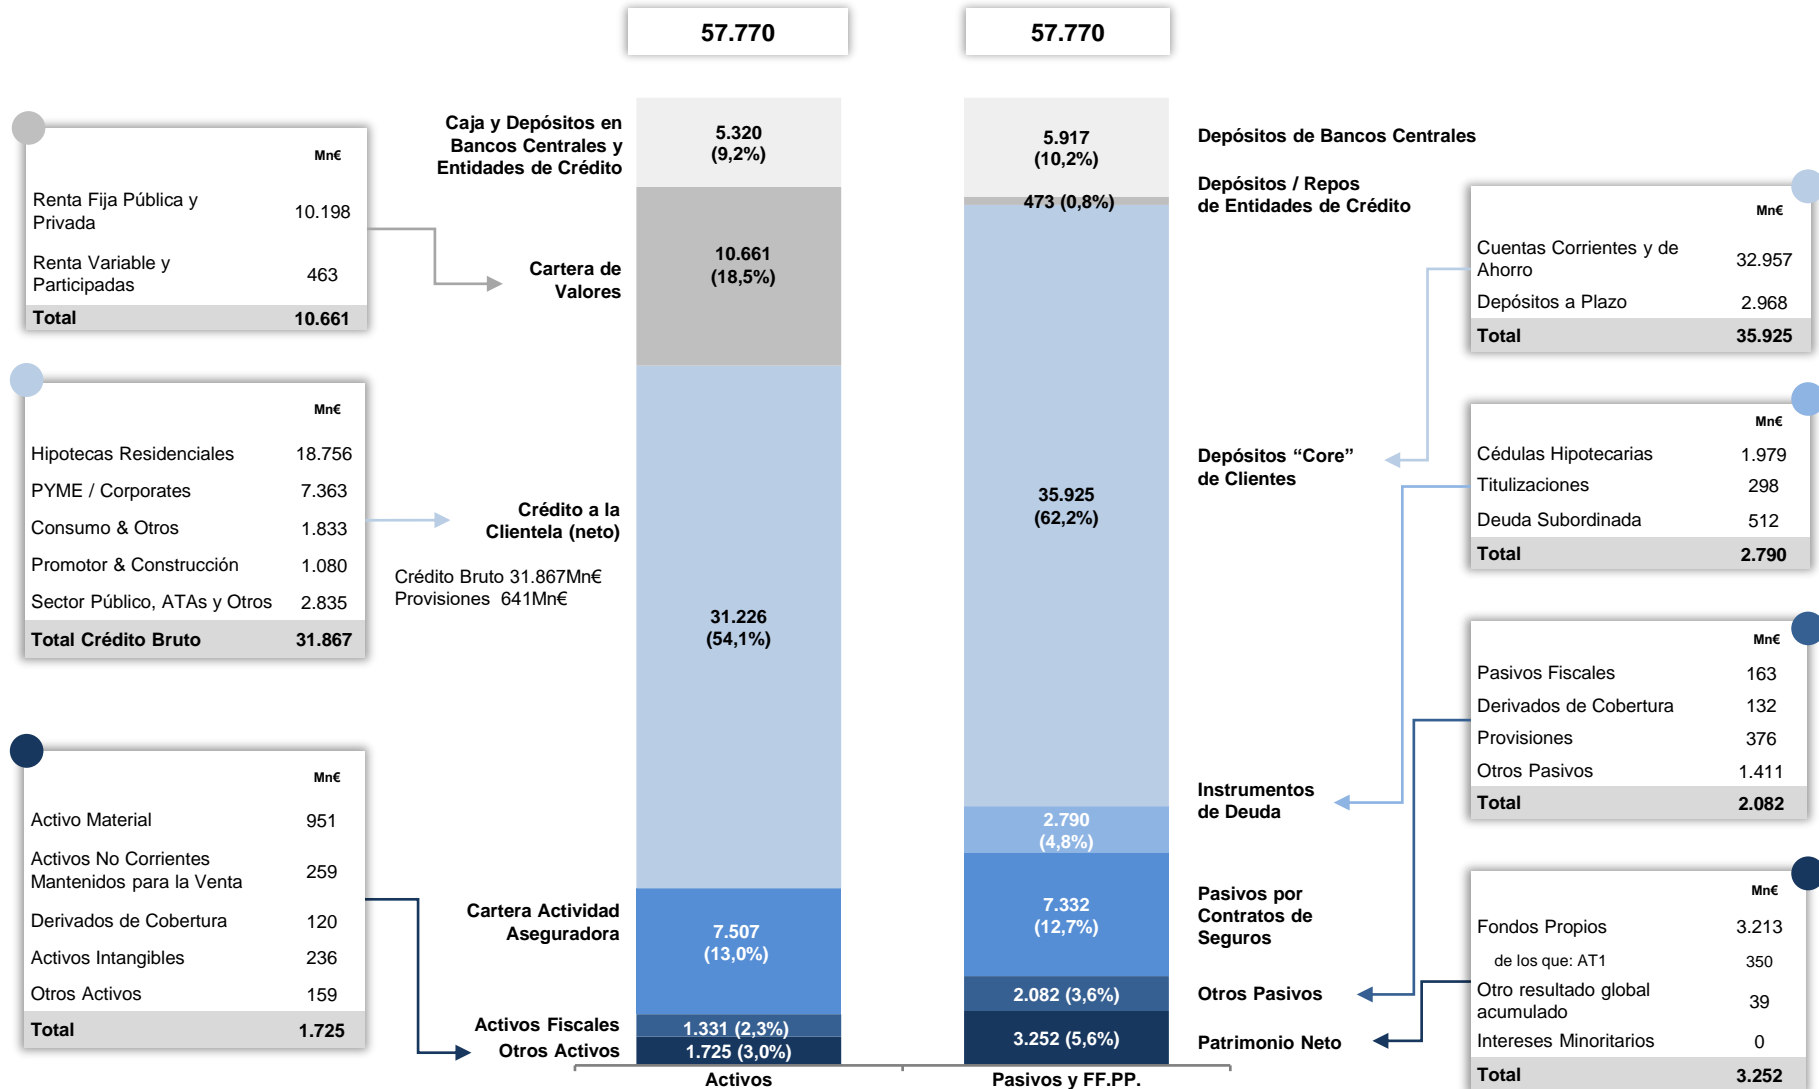 57.770
57.770
Mn€
Renta Fija Pública y
Privada
10.198
Renta Variable y
Participadas
463
Total 10.661
Mn€
Hipotecas Residenciales 18.756
PYME / Corporates 7.363
Consumo & Otros 1.833
Promotor & Construcción 1.080
Sector Público, ATAs y Otros 2.835
Total Crédito Bruto 31.867
Mn€
Activo Material 951
Activos No Corrientes
Mantenidos para la Venta
259
Derivados de Cobertura 120
Activos Intangibles 236
Otros Activos 159
Total 1.725
Caja y Depósitos en
Bancos Centrales y
Entidades de Crédito
Cartera de
Valores
Crédito a la
Clientela (neto)
Crédito Bruto 31.867Mn€
Provisiones 641Mn€
Cartera Actividad
Aseguradora
Activos Fiscales
Otros Activos
5.320
(9,2%)
10.661
(18,5%)
31.226
(54,1%)
7.507
(13,0%)
1.331 (2,3%)
1.725 (3,0%)
Activos
5.917
(10,2%)
473 (0,8%)
35.925
(62,2%)
2.790
(4,8%)
7.332
(12,7%)
2.082 (3,6%)
3.252 (5,6%)
Pasivos y FF.PP.
Depósitos de Bancos Centrales
Depósitos / Repos
de Entidades de Crédito
Depósitos “Core”
de Clientes
Instrumentos
de Deuda
Pasivos por
Contratos de
Seguros
Otros Pasivos
Patrimonio Neto
Mn€
Cuentas Corrientes y de
Ahorro
32.957
Depósitos a Plazo 2.968
Total 35.925
Mn€
Cédulas Hipotecarias 1.979
Titulizaciones 298
Deuda Subordinada 512
Total 2.790
Mn€
Pasivos Fiscales 163
Derivados de Cobertura 132
Provisiones 376
Otros Pasivos 1.411
Total 2.082
Mn€
Fondos Propios 3.213
de los que: AT1 350
Otro resultado global
acumulado
39
Intereses Minoritarios 0
Total 3.252